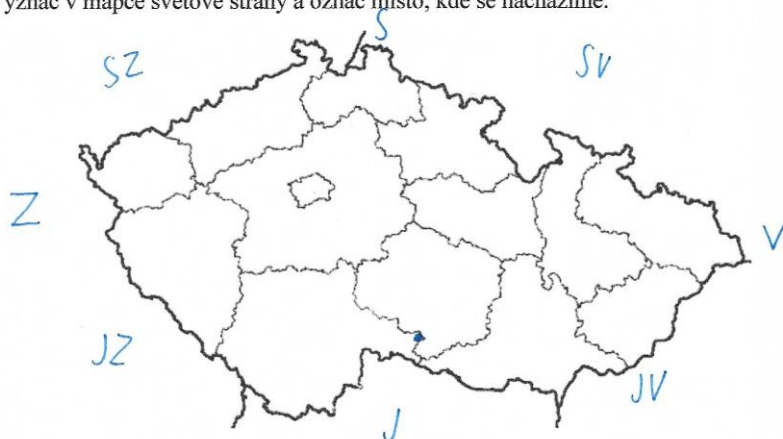 yznač v mapce světové strany a označ místo, kde se nacházíme.
S
SZ
SV
Z
V
JZ
JV
J